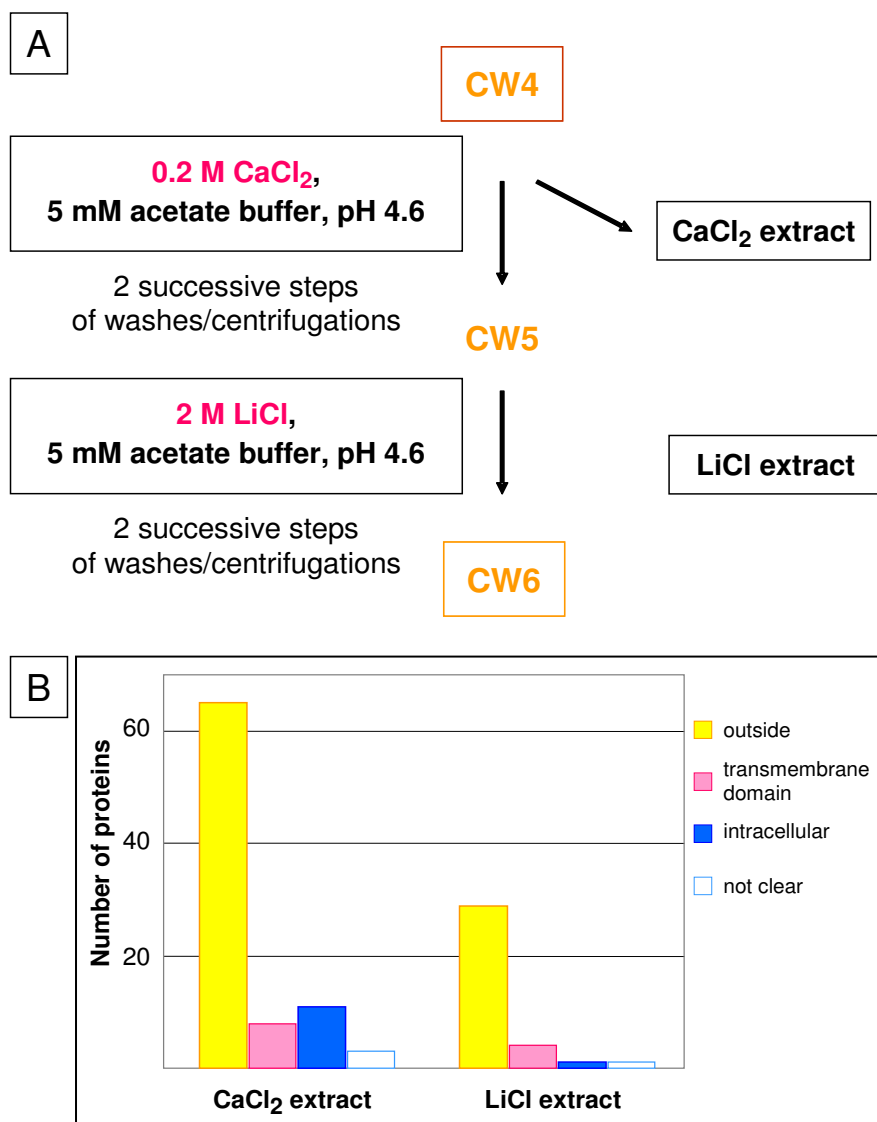 A
CW4
0.2 M CaCl₂,
5 mM acetate buffer, pH 4.6
CaCl₂ extract
2 successive steps
of washes/centrifugations
CW5
2 M LiCl,
5 mM acetate buffer, pH 4.6
LiCl extract
2 successive steps
of washes/centrifugations
CW6
B
Number of proteins
60
40
20
outside
transmembrane
domain
intracellular
not clear
CaCl₂ extract
LiCl extract